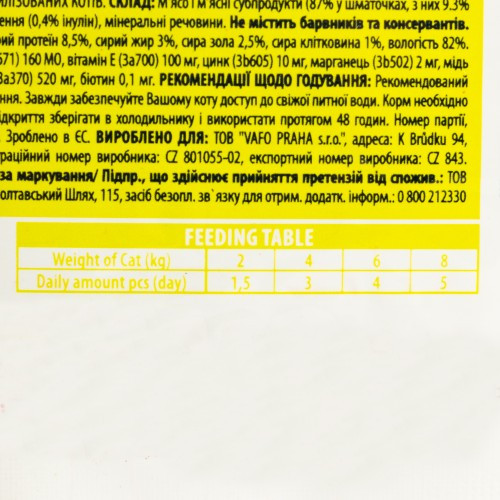 ИЛІЗОВАНИХ КОТІВ. СКЛАД: М'ясо і м'ясні субпродукти (87% у шматочках, з них 9.3%
ення (0,4% інулін), мінеральні речовини. Не містить барвників та консервантів.
ий протеїн 8,5%, сирий жир 3%, сира зола 2,5%, сира клітковина 1%, вологість 82%.
571) 160 МО, вітамін Е (3a700) 100 мг, цинк (3b605) 10 мг, марганець (3b502) 2 мг, мідь
3a370) 520 мг, біотин 0,1 мг. РЕКОМЕНДАЦІЇ ЩОДО ГОДУВАННЯ: Рекомендований
ння. Завжди забезпечуйте Вашому коту доступ до свіжої питної води. Корм необхідно
дкриття зберігати в холодильнику і використати протягом 48 годин. Номер партії,
. Зроблено в ЄС. ВИРОБЛЕНО ДЛЯ: ТОВ "VAFO PRAHA s.r.o.", адреса: K Brůdku 94,
раційний номер виробника: CZ 801055-02, експортний номер виробника: CZ 843.
за маркування/ Підпр., що здійснює прийняття претензій від спожив.: ТОВ
олтавський Шлях, 115, засіб безопл. зв`язку для отрим. додатк. інформ.: 0 800 212330
FEEDING TABLE
Weight of Cat (kg) 2 4 6 8
Daily amount pcs (day) 1,5 3 4 5